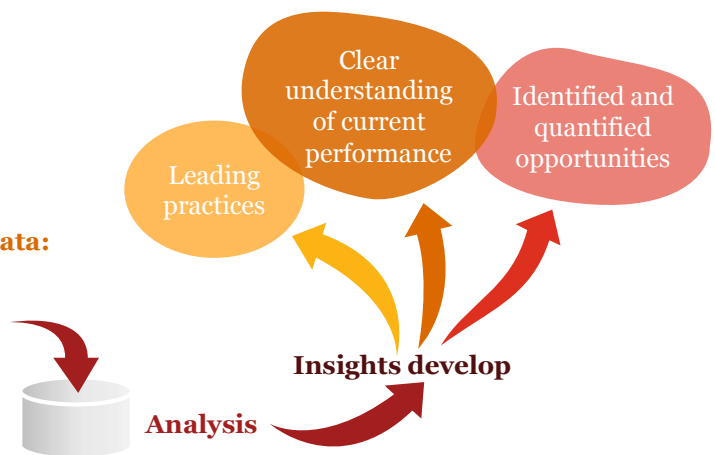 Clear
understanding
of current
performance
Identified and
quantified
opportunities
Leading
practices
ata:
Insights develop
Analysis